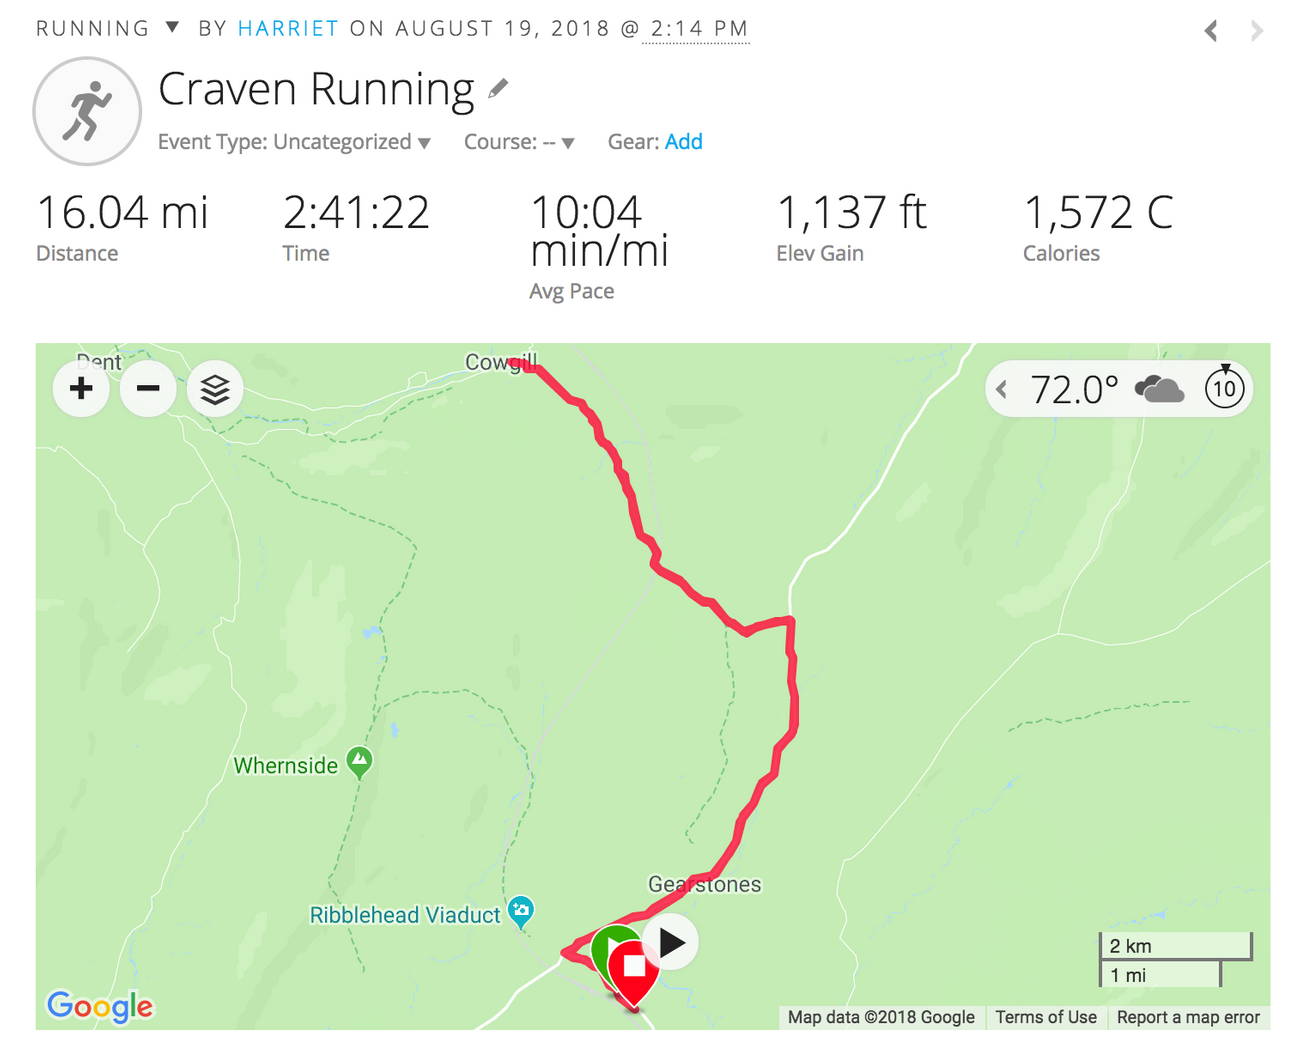 RUNNING ▼ BY HARRIET ON AUGUST 19, 2018 @ 2:14 PM
Craven Running
Event Type: Uncategorized ▼ Course: -- ▼ Gear: Add
16.04 mi 2:41:22 10:04 min/mi 1,137 ft 1,572 C
Distance Time Avg Pace Elev Gain Calories
Dent
Cowgill
72.0° 10
Whernside
Gearstones
Ribblehead Viaduct
2 km
1 mi
Google
Map data ©2018 Google Terms of Use Report a map error